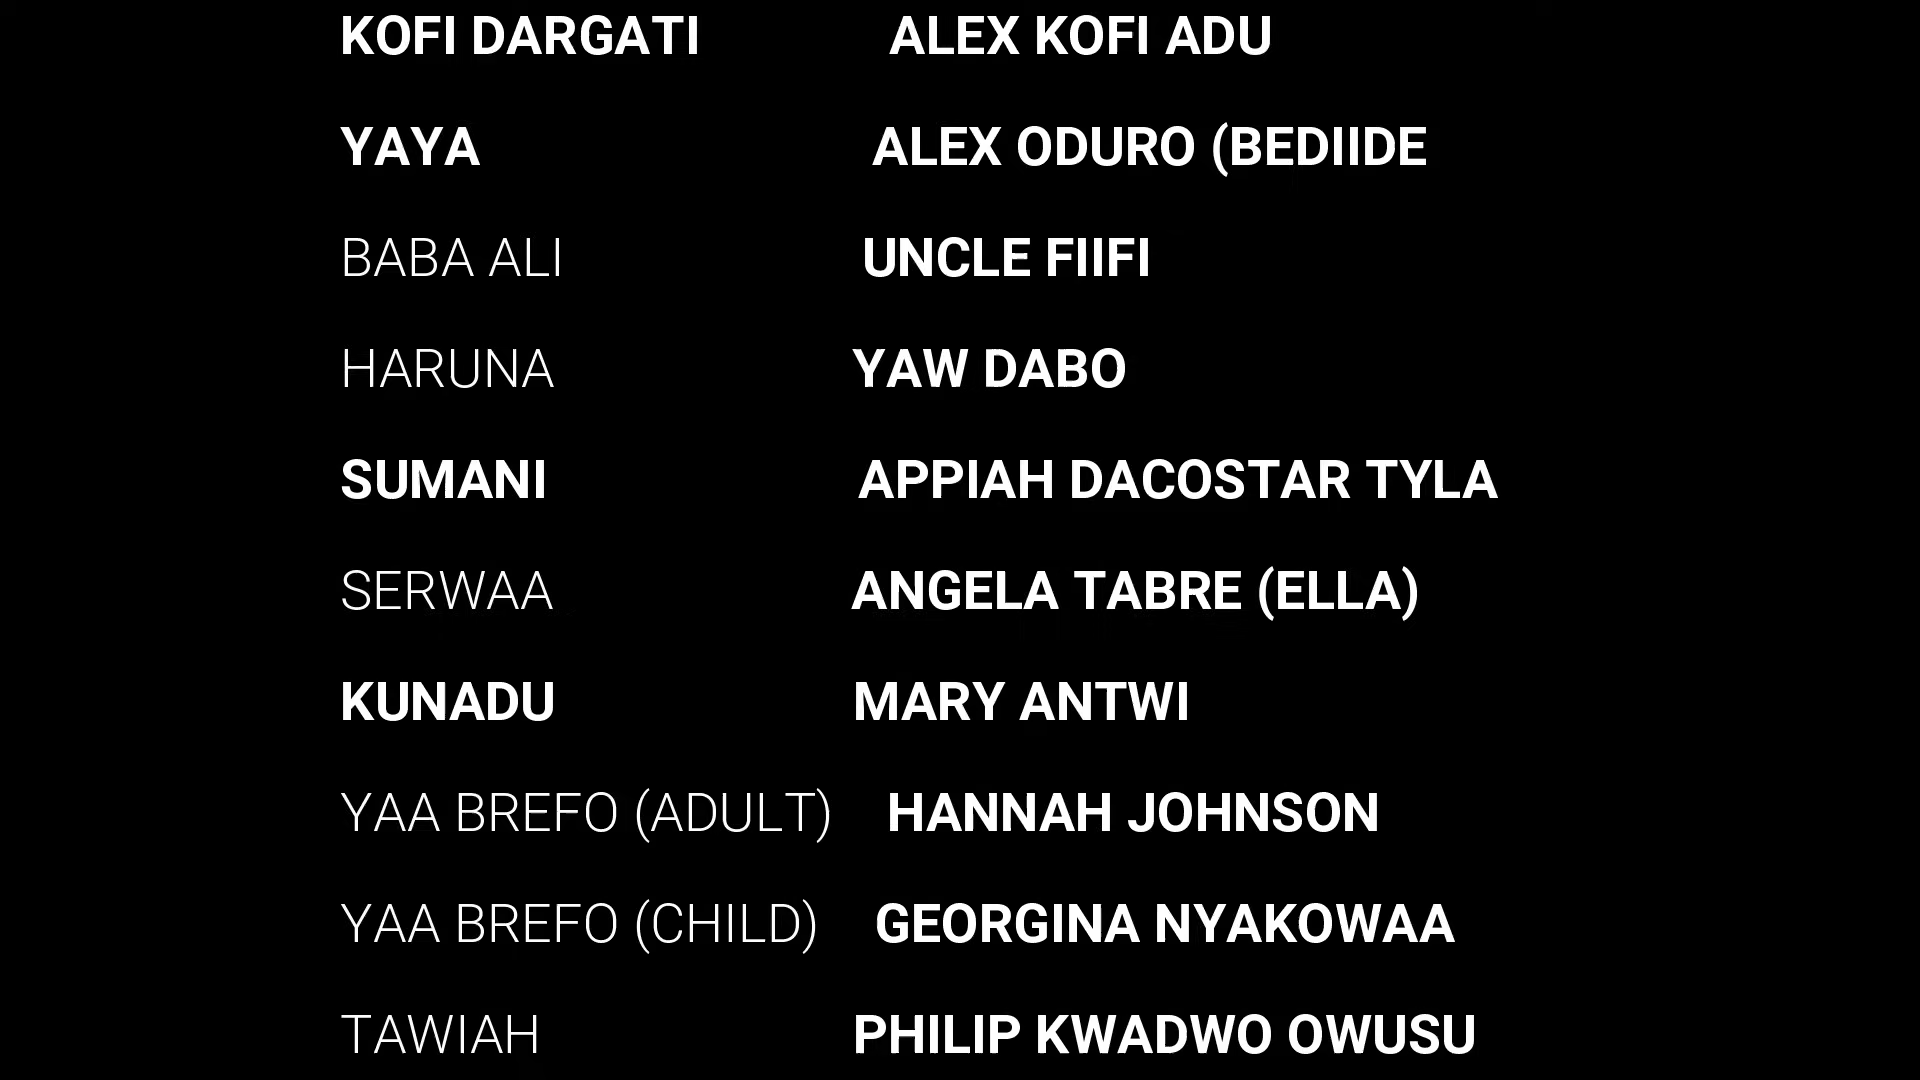 KOFI DARGATI ALEX KOFI ADU
YAYA ALEX ODURO (BEDIIDE
BABA ALI UNCLE FIIFI
HARUNA YAW DABO
SUMANI APPIAH DACOSTAR TYLA
SERWAA ANGELA TABRE (ELLA)
KUNADU MARY ANTWI
YAA BREFO (ADULT) HANNAH JOHNSON
YAA BREFO (CHILD) GEORGINA NYAKOWAA
TAWIAH PHILIP KWADWO OWUSU